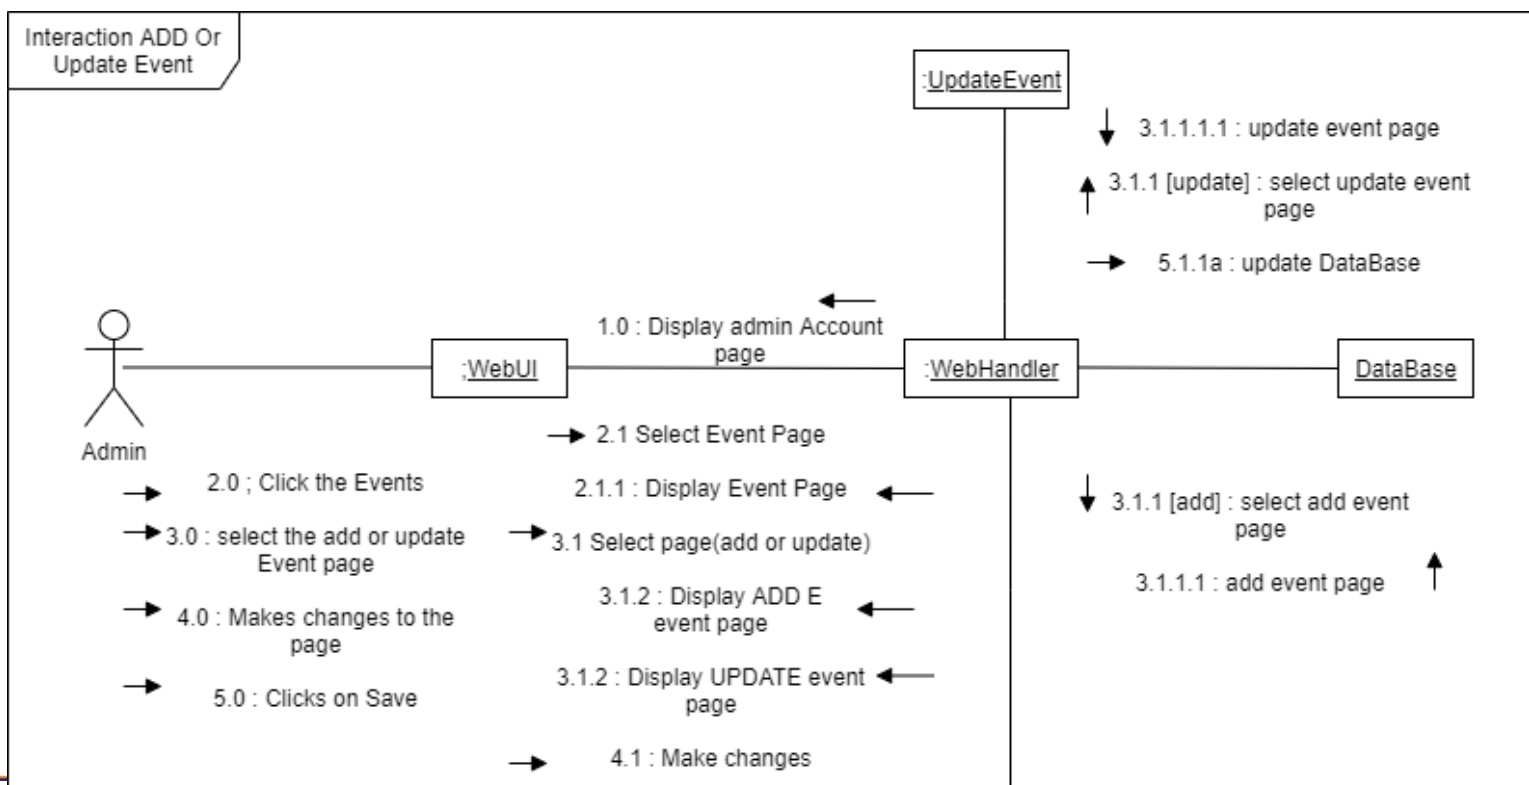 Interaction ADD Or
Update Event
:UpdateEvent
3.1.1.1.1 : update event page
3.1.1 [update] : select update event
page
5.1.1a : update DataBase
1.0 : Display admin Account
page
;WebUI
:WebHandler
DataBase
Admin
2.1 Select Event Page
2.0 ; Click the Events
2.1.1 : Display Event Page
3.1.1 [add] : select add event
page
3.0 : select the add or update
Event page
3.1 Select page(add or update)
3.1.1.1 : add event page
3.1.2 : Display ADD E
event page
4.0 : Makes changes to the
page
3.1.2 : Display UPDATE event
page
5.0 : Clicks on Save
4.1 : Make changes